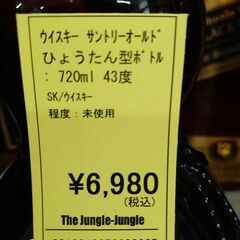 ウイスキー サントリーオールド
ひょうたん型ボトル
: 720ml 43度
SK/ウイスキー
程度:未使用
¥6,980
(税込)
The Jungle-Jungle